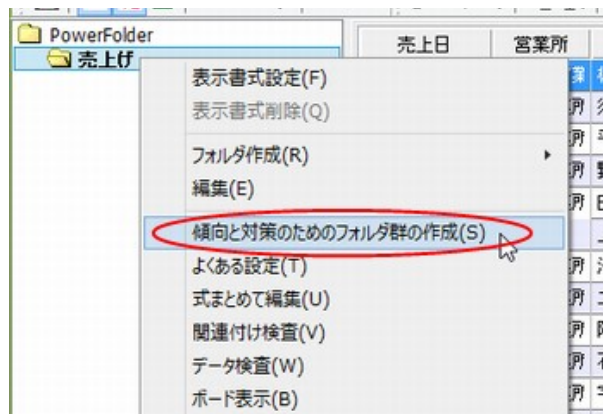 PowerFolder
売上げ
売上日 営業所
表示書式設定(F)
表示書式削除(Q)
フォルダ作成(R)
編集(E)
傾向と対策のためのフォルダ群の作成(S)
よくある設定(T)
式まとめて編集(U)
関連付け検査(V)
データ検査(W)
ボード表示(B)